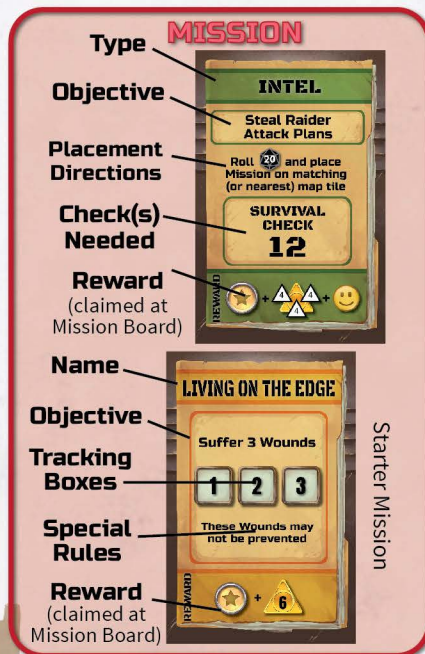 MISSION
Type
INTEL
Objective
Steal Raider
Attack Plans
Placement
Directions
Roll 20 and place
Mission on matching
(or nearest) map tile
Check(s)
Needed
SURVIVAL
CHECK
12
Reward
(claimed at
Mission Board)
REWARD
+ 4 4 4 +
Name
LIVING ON THE EDGE
Objective
Suffer 3 Wounds
Tracking
Boxes
1 2 3
Special
Rules
These Wounds may
not be prevented
Reward
(claimed at
Mission Board)
REWARD
+ 6
Starter Mission